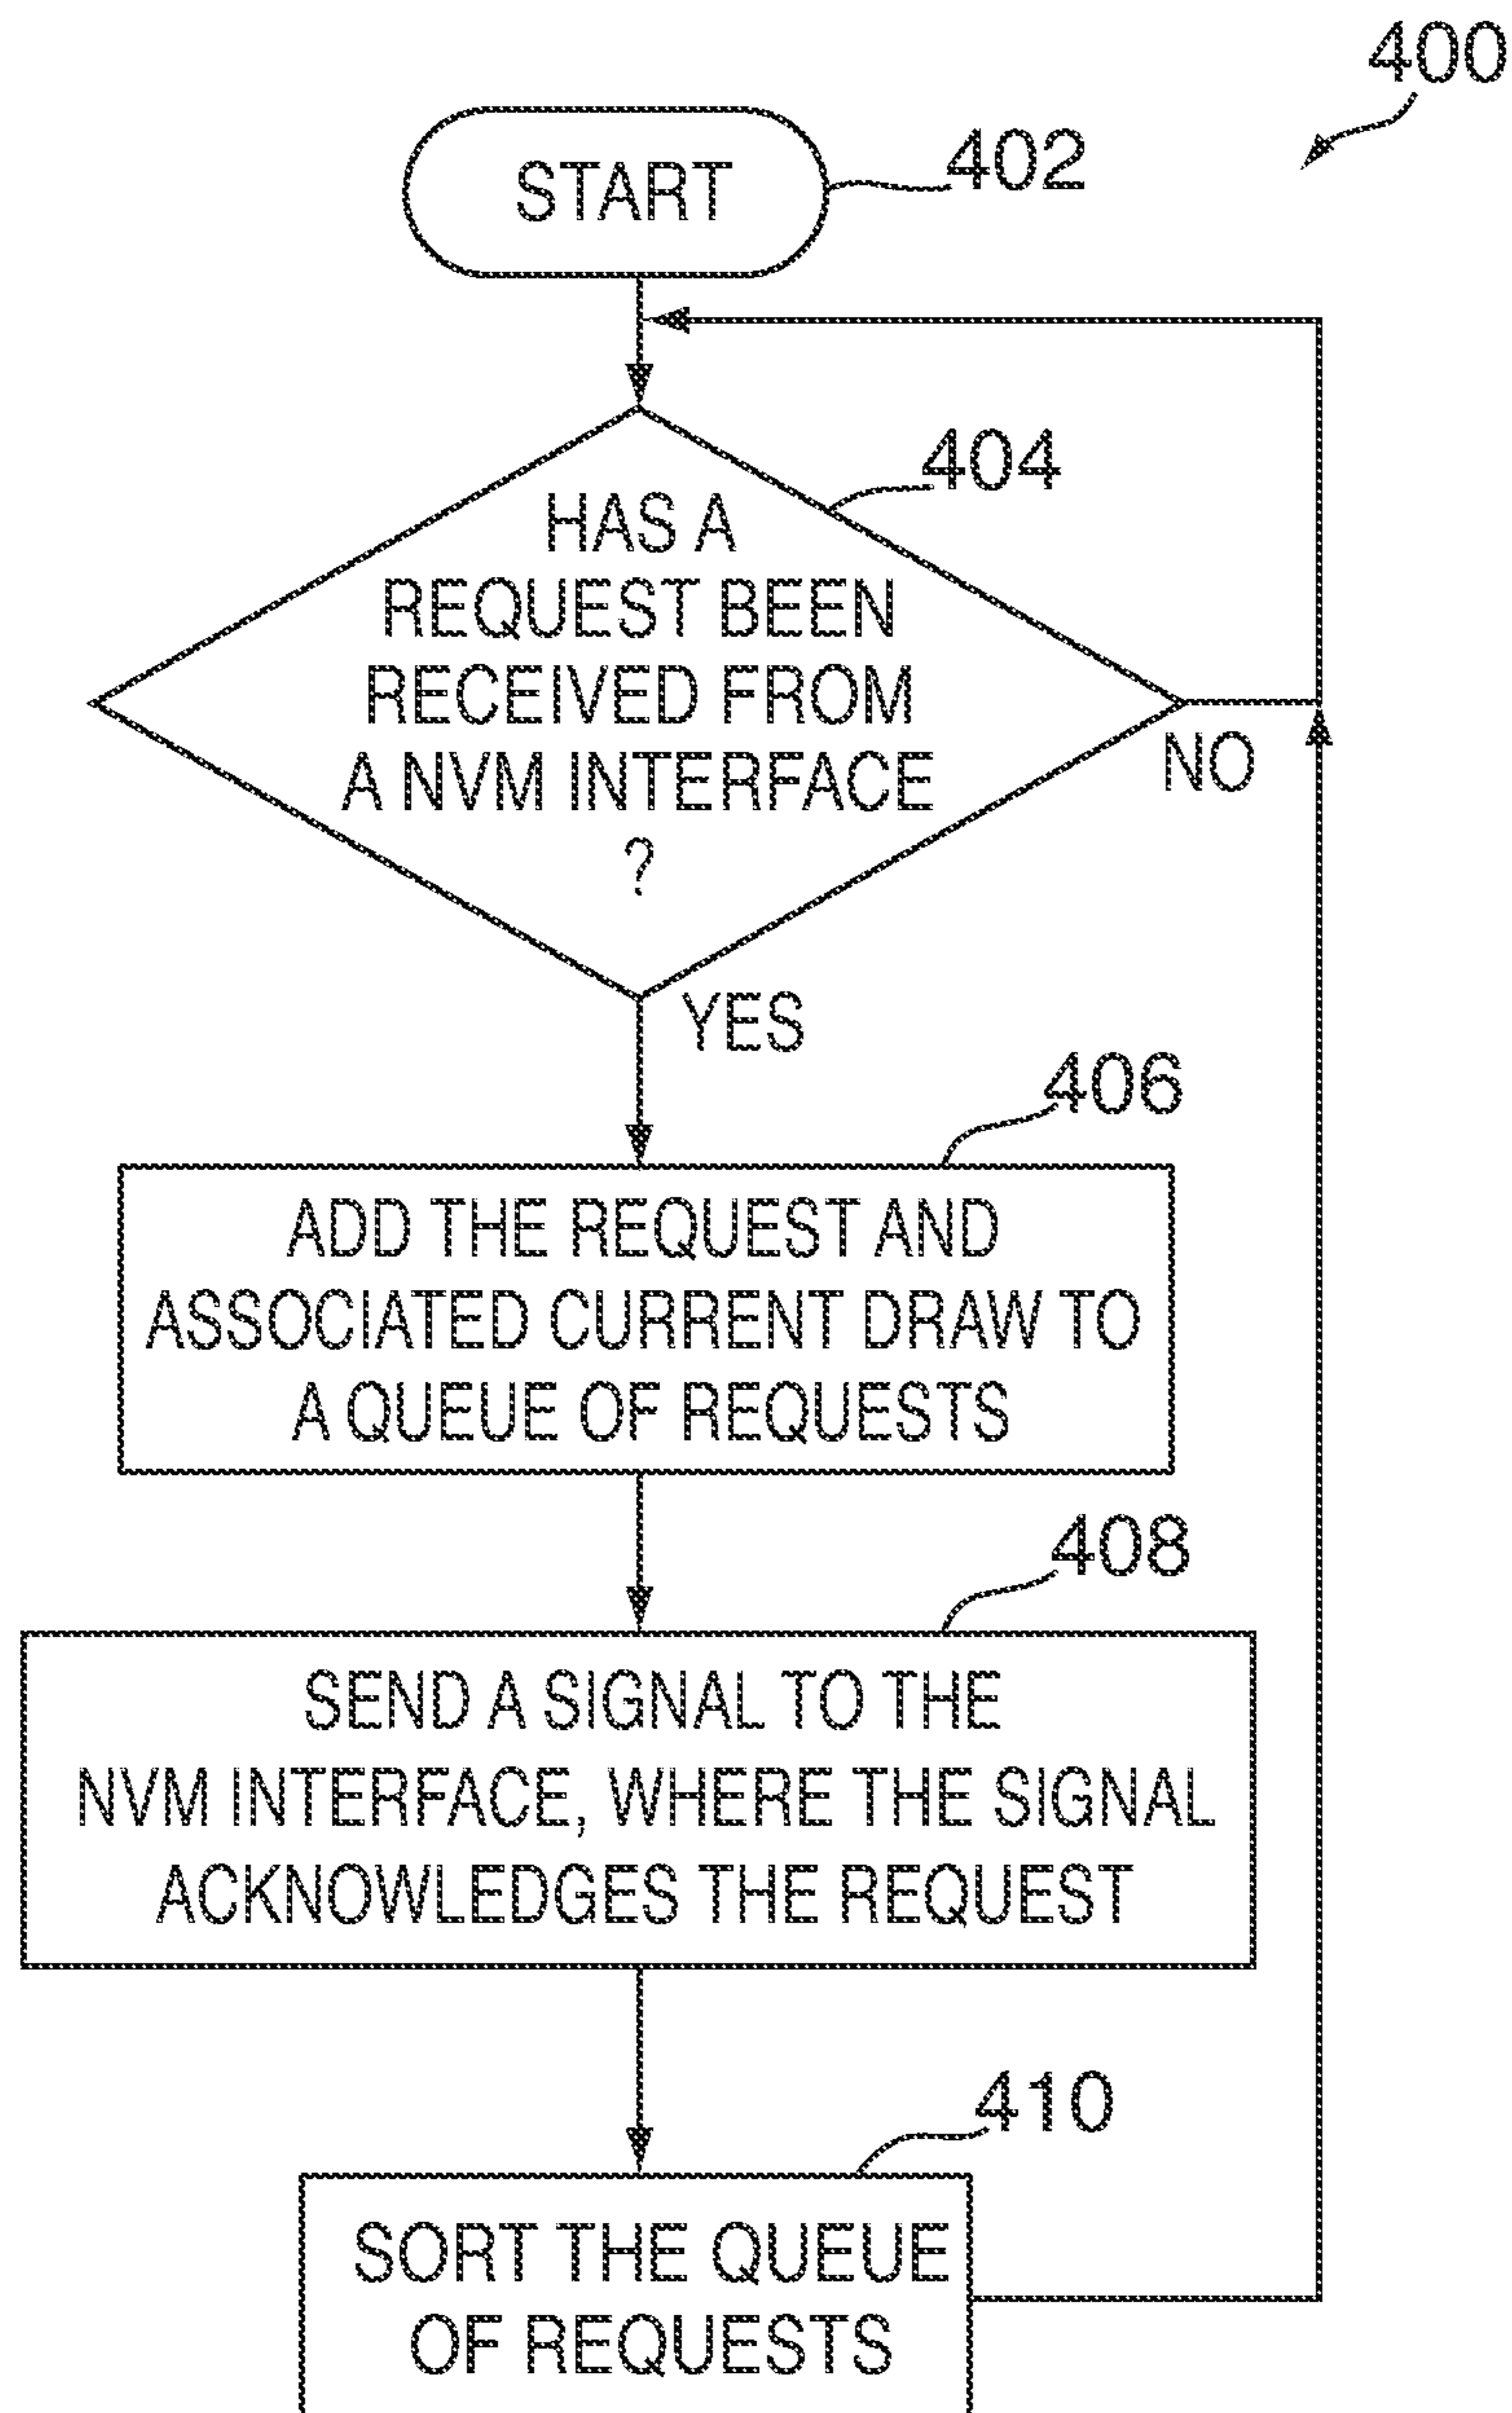 400
START
402
404
HAS A
REQUEST BEEN
RECEIVED FROM
A NVM INTERFACE
?
NO
YES
406
ADD THE REQUEST AND
ASSOCIATED CURRENT DRAW TO
A QUEUE OF REQUESTS
408
SEND A SIGNAL TO THE
NVM INTERFACE, WHERE THE SIGNAL
ACKNOWLEDGES THE REQUEST
410
SORT THE QUEUE
OF REQUESTS